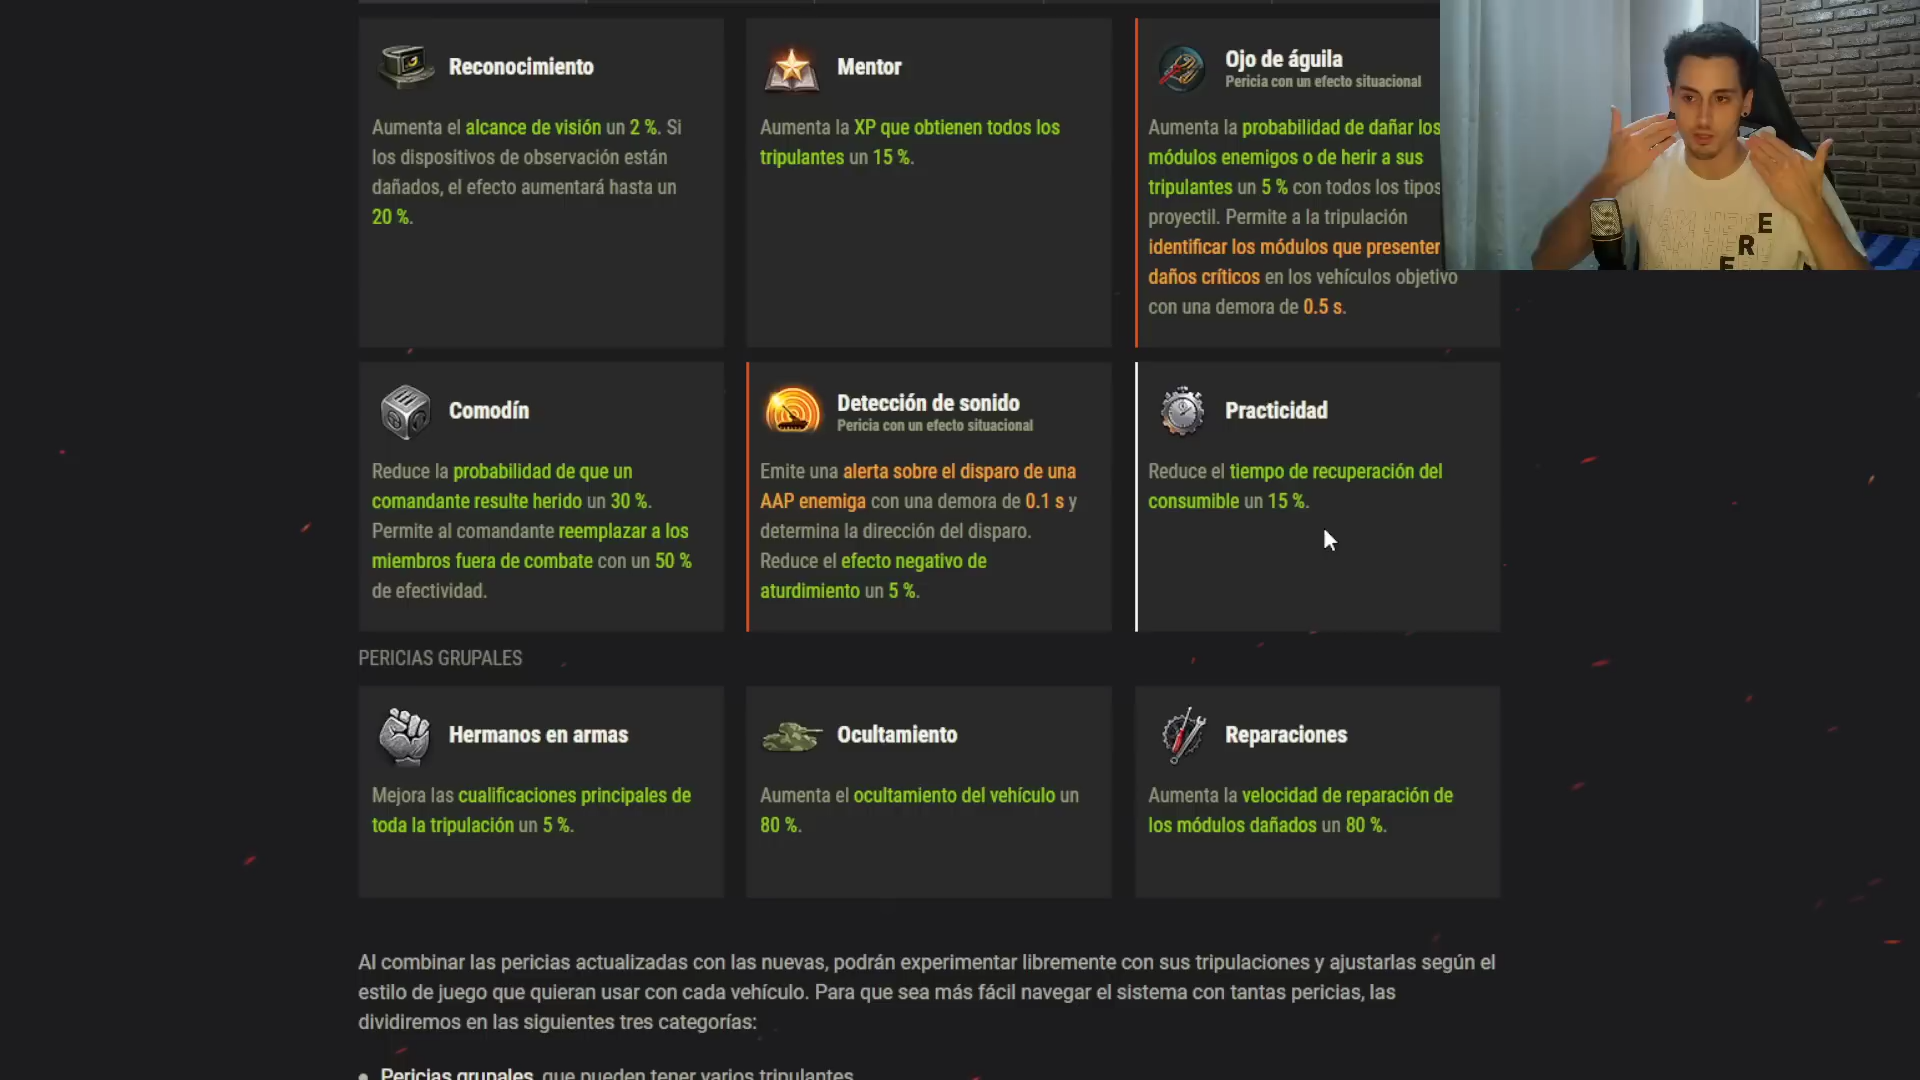 Reconocimiento
Aumenta el alcance de visión un 2 %. Si
los dispositivos de observación están
dañados, el efecto aumentará hasta un
20 %.
Mentor
Aumenta la XP que obtienen todos los
tripulantes un 15 %.
Ojo de águila
Pericia con un efecto situacional
Aumenta la probabilidad de dañar los
módulos enemigos o de herir a sus
tripulantes un 5 % con todos los tipos
proyectil. Permite a la tripulación
identificar los módulos que presenten
daños críticos en los vehículos objetivo
con una demora de 0.5 s.
Comodín
Reduce la probabilidad de que un
comandante resulte herido un 30 %.
Permite al comandante reemplazar a los
miembros fuera de combate con un 50 %
de efectividad.
Detección de sonido
Pericia con un efecto situacional
Emite una alerta sobre el disparo de una
AAP enemiga con una demora de 0.1 s y
determina la dirección del disparo.
Reduce el efecto negativo de
aturdimiento un 5 %.
Practicidad
Reduce el tiempo de recuperación del
consumible un 15 %.
PERICIAS GRUPALES
Hermanos en armas
Mejora las cualificaciones principales de
toda la tripulación un 5 %.
Ocultamiento
Aumenta el ocultamiento del vehículo un
80 %.
Reparaciones
Aumenta la velocidad de reparación de
los módulos dañados un 80 %.
Al combinar las pericias actualizadas con las nuevas, podrán experimentar libremente con sus tripulaciones y ajustarlas según el
estilo de juego que quieran usar con cada vehículo. Para que sea más fácil navegar el sistema con tantas pericias, las
dividiremos en las siguientes tres categorías:
• Pericias grupales, que pueden tener varios tripulantes